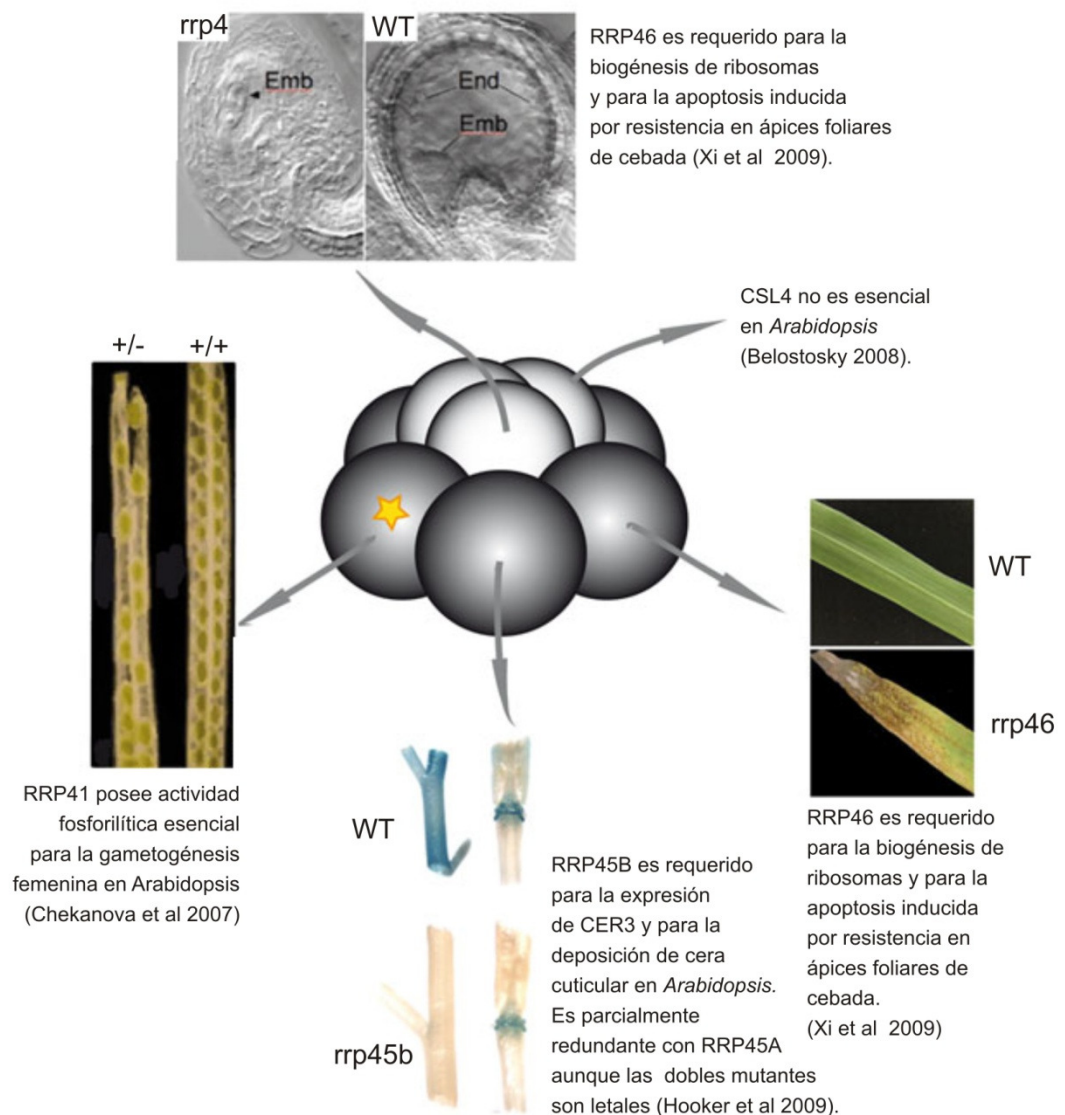 rrp4
WT
Emb
End
Emb
RRP46 es requerido para la
biogénesis de ribosomas
y para la apoptosis inducida
por resistencia en ápices foliares
de cebada (Xi et al 2009).
CSL4 no es esencial
en Arabidopsis
(Belostosky 2008).
+/-
+/+
WT
rrp46
RRP41 posee actividad
fosforilítica esencial
para la gametogénesis
femenina en Arabidopsis
(Chekanova et al 2007)
WT
rrp45b
RRP45B es requerido
para la expresión
de CER3 y para la
deposición de cera
cuticular en Arabidopsis.
Es parcialmente
redundante con RRP45A
aunque las dobles mutantes
son letales (Hooker et al 2009).
RRP46 es requerido
para la biogénesis de
ribosomas y para la
apoptosis inducida
por resistencia en
ápices foliares de
cebada.
(Xi et al 2009)